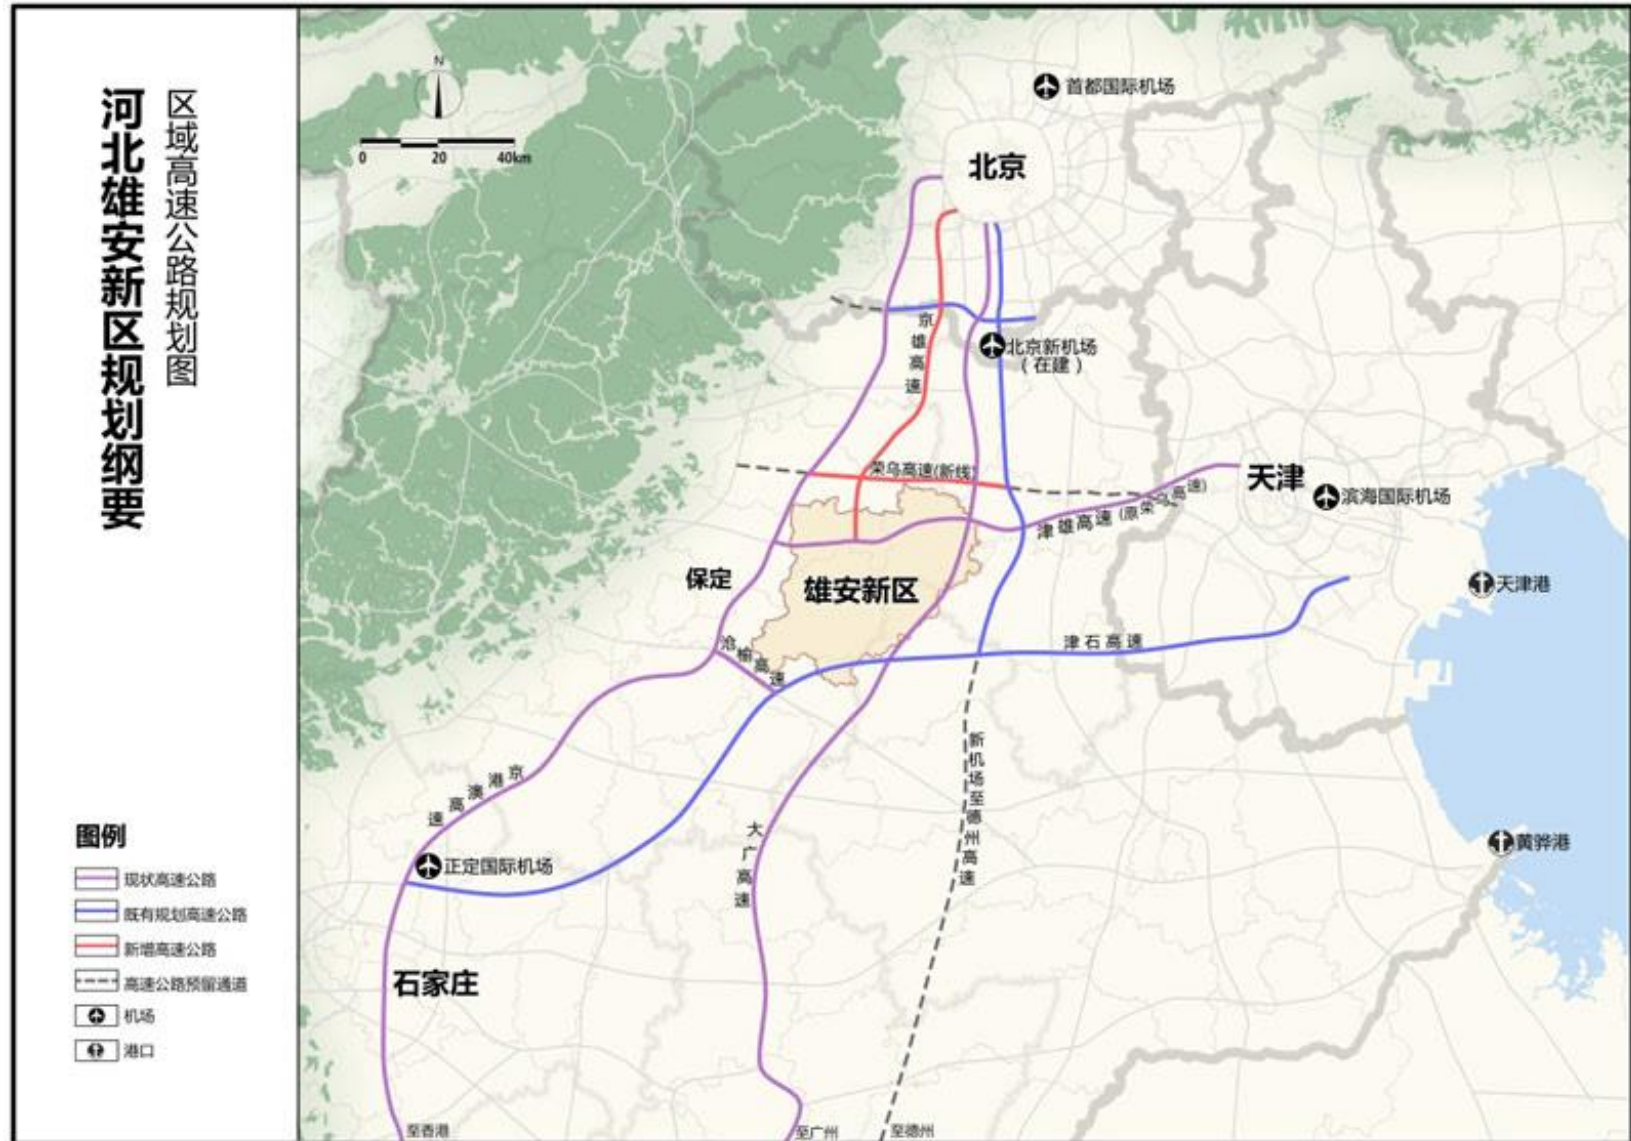 河北雄安新区规划纲要
区域高速公路规划图
N
0 20 40km
首都国际机场
北京
京雄高速
北京新机场
（在建）
荣乌高速(新线)
天津
滨海国际机场
津雄高速(原荣乌高速)
保定
雄安新区
天津港
沧榆高速
津石高速
新机场至德州高速
京港澳高速
大广高速
黄骅港
正定国际机场
石家庄
至香港
至广州
至德州
图例
现状高速公路
既有规划高速公路
新增高速公路
高速公路预留通道
机场
港口